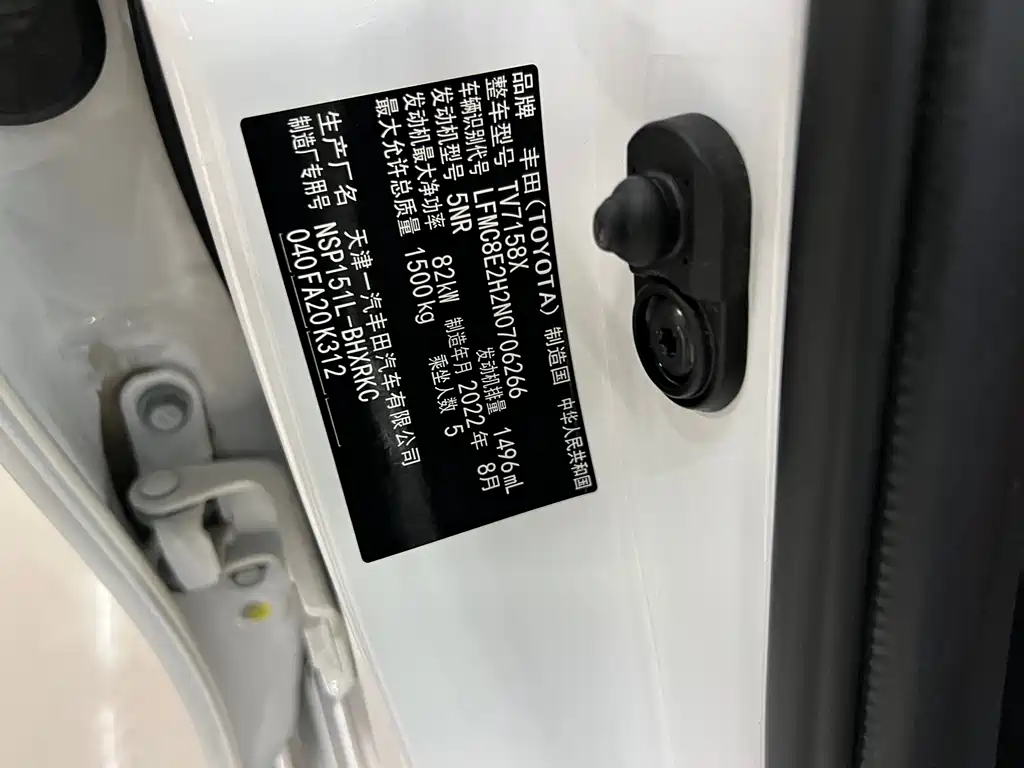 品牌 丰田(TOYOTA) 制造国 中华人民共和国
整车型号 TV7158X
车辆识别代号 LFMC8E2H2N0706266
发动机型号 5NR 发动机排量 1496mL
发动机最大净功率 82kW 制造年月 2022年 8月
最大允许总质量 1500kg 乘坐人数 5
生产厂名 天津一汽丰田汽车有限公司
制造厂专用号 NSP151L-BHXRKC
040FA20K312